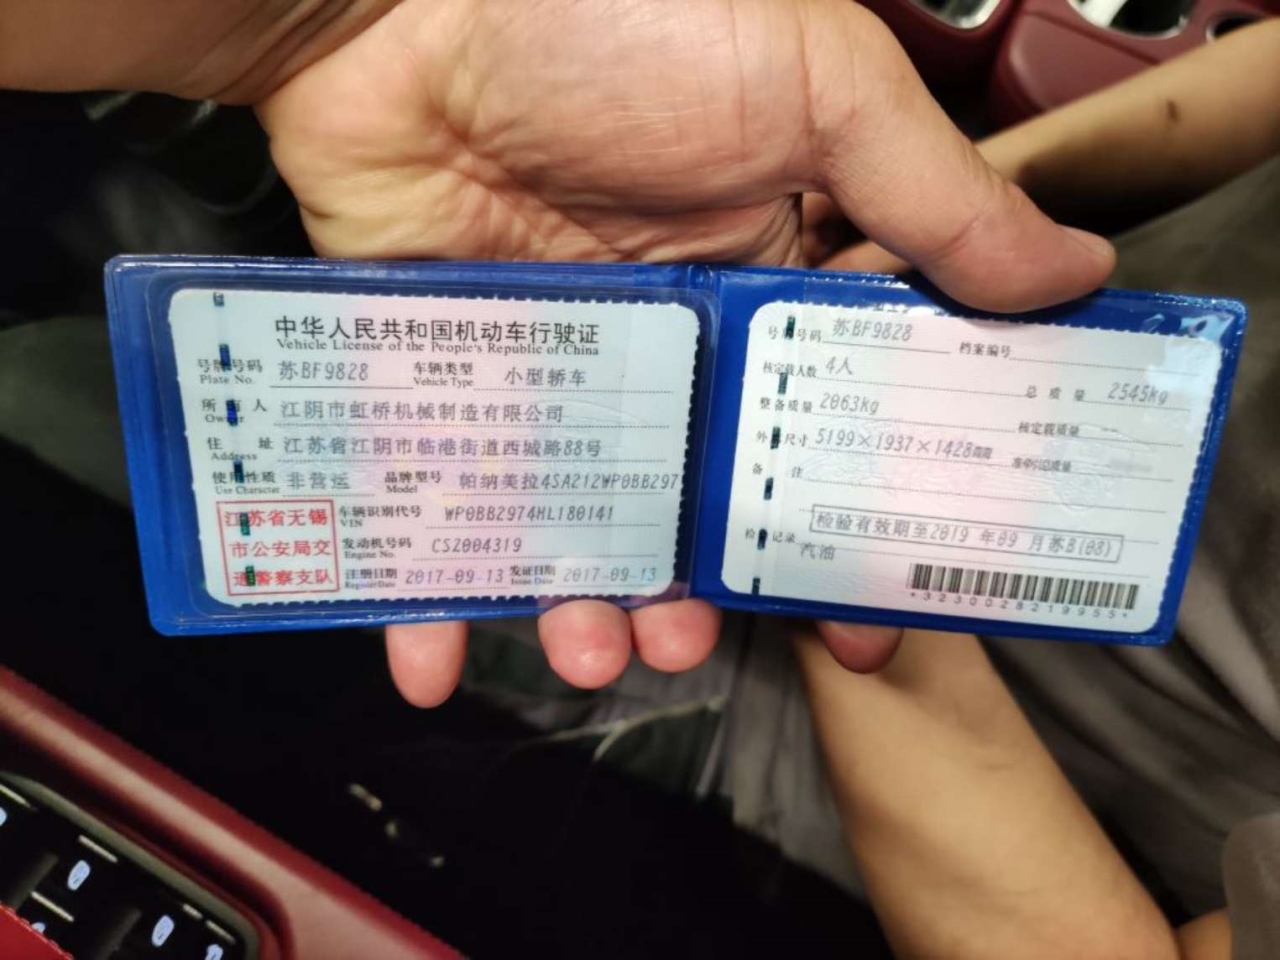 中华人民共和国机动车行驶证
Vehicle License of the People's Republic of China
号牌号码 苏BF9828 车辆类型 小型轿车
Plate No. Vehicle Type
所有人 江阴市虹桥机械制造有限公司
Owner
住址 江苏省江阴市临港街道西城路88号
Address
使用性质 非营运 品牌型号 帕纳美拉4SA212WP0BB297
Use Character Model
江苏省无锡
市公安局交
通警察支队
车辆识别代号 WP0BB2974HL180141
VIN
发动机号码 CSZ004319
Engine No.
注册日期 2017-09-13 发证日期 2017-09-13
Register Date Issue Date
号牌号码 苏BF9828 档案编号
核定载人数 4人 总质量 2545kg
整备质量 2063kg 核定载质量 --
外廓尺寸 5199×1937×1428mm 准牵引总质量
备注
检验有效期至2019年09月苏B(08)
检验记录
汽油
*3230028219955*